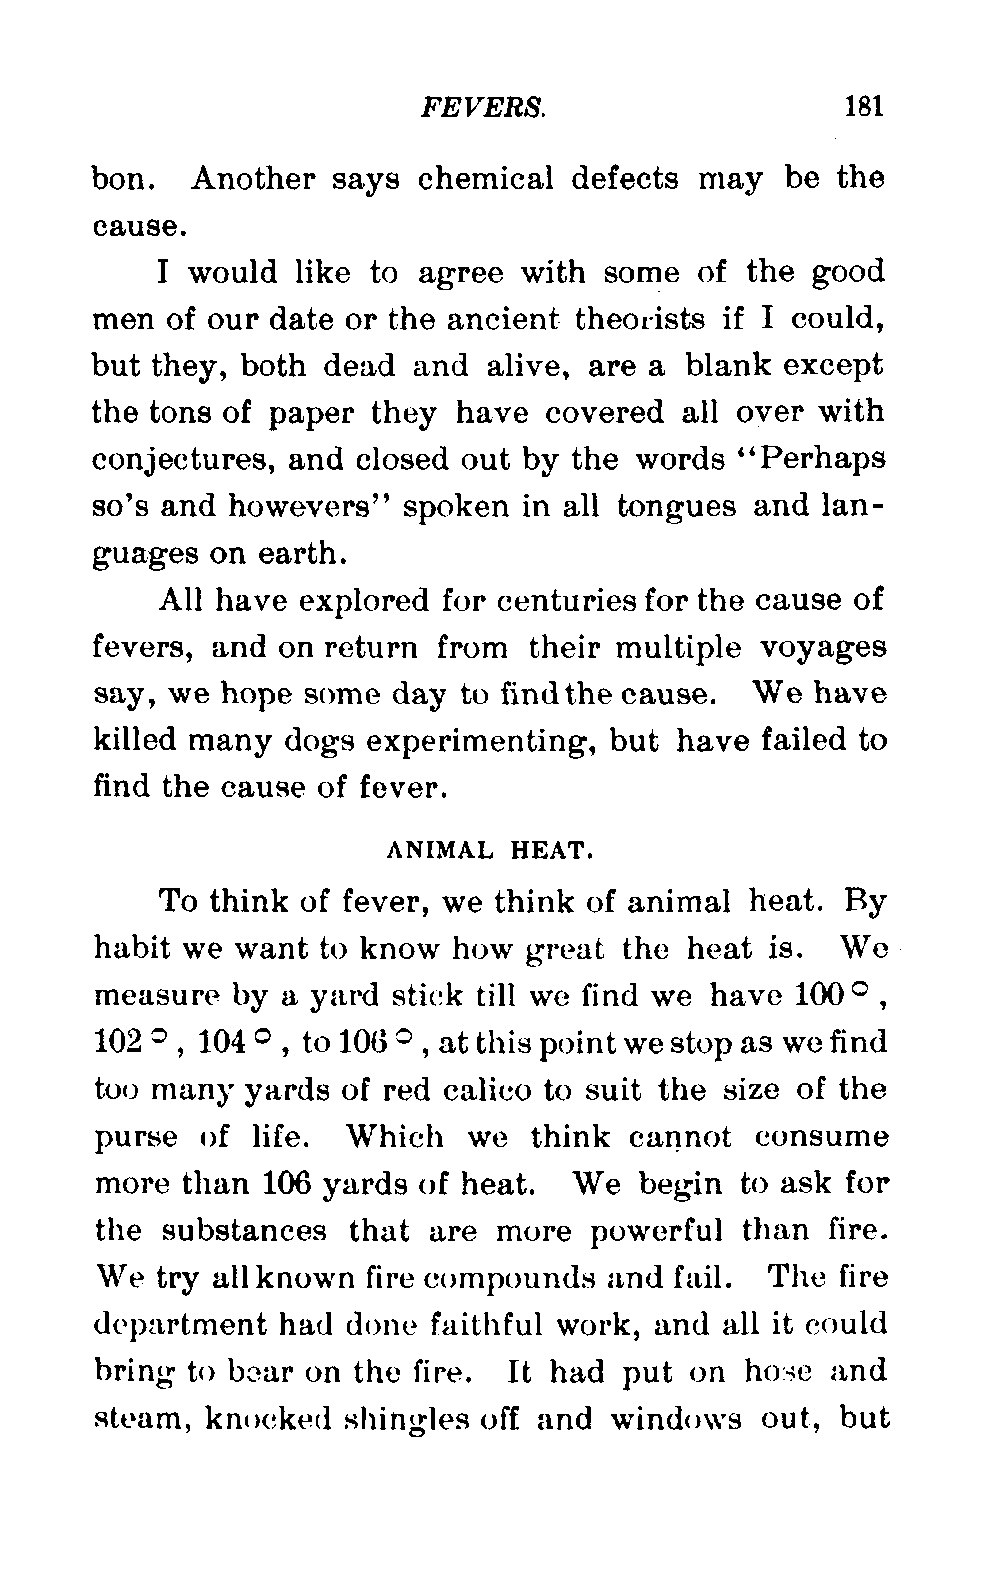 FEVERS. 181
bon. Another says chemical defects may be the
cause.
I would like to agree with some of the good
men of our date or the ancient theorists if I could,
but they, both dead and alive, are a blank except
the tons of paper they have covered all over with
conjectures, and closed out by the words “Perhaps
so’s and howevers” spoken in all tongues and lan-
guages on earth.
All have explored for centuries for the cause of
fevers, and on return from their multiple voyages
say, we hope some day to find the cause. We have
killed many dogs experimenting, but have failed to
find the cause of fever.
ANIMAL HEAT.
To think of fever, we think of animal heat. By
habit we want to know how great the heat is. We
measure by a yard stick till we find we have 100°,
102°, 104°, to 106°, at this point we stop as we find
too many yards of red calico to suit the size of the
purse of life. Which we think cannot consume
more than 106 yards of heat. We begin to ask for
the substances that are more powerful than fire.
We try all known fire compounds and fail. The fire
department had done faithful work, and all it could
bring to bear on the fire. It had put on hose and
steam, knocked shingles off and windows out, but